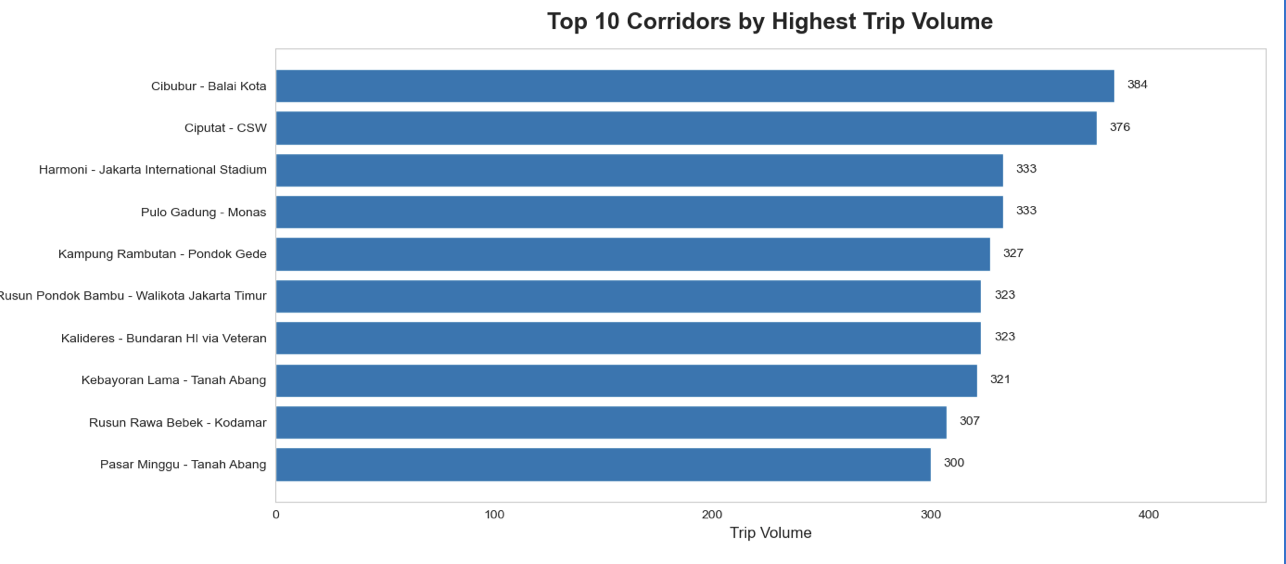 Top 10 Corridors by Highest Trip Volume
Cibubur - Balai Kota 384
Ciputat - CSW 376
Harmoni - Jakarta International Stadium 333
Pulo Gadung - Monas 333
Kampung Rambutan - Pondok Gede 327
Rusun Pondok Bambu - Walikota Jakarta Timur 323
Kalideres - Bundaran HI via Veteran 323
Kebayoran Lama - Tanah Abang 321
Rusun Rawa Bebek - Kodamar 307
Pasar Minggu - Tanah Abang 300
0 100 200 300 400
Trip Volume